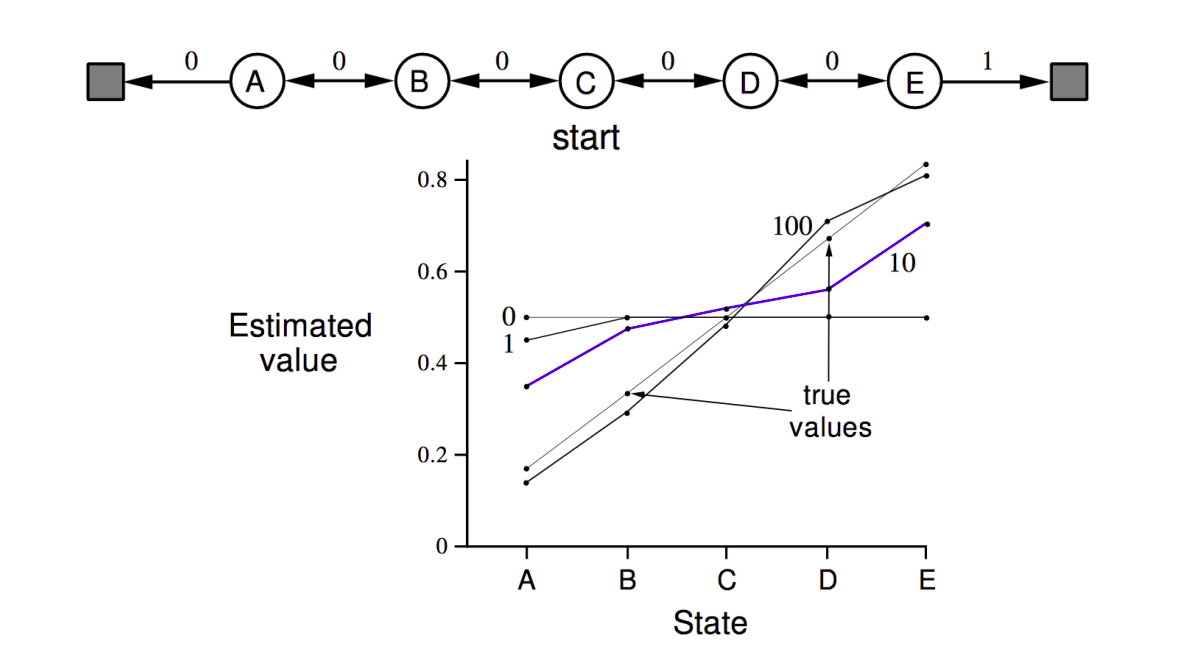 0 0 0 0 0 1
A B C D E
start
0.8
100
0.6
10
0
1
Estimated
value
0.4
true
values
0.2
0
A B C D E
State